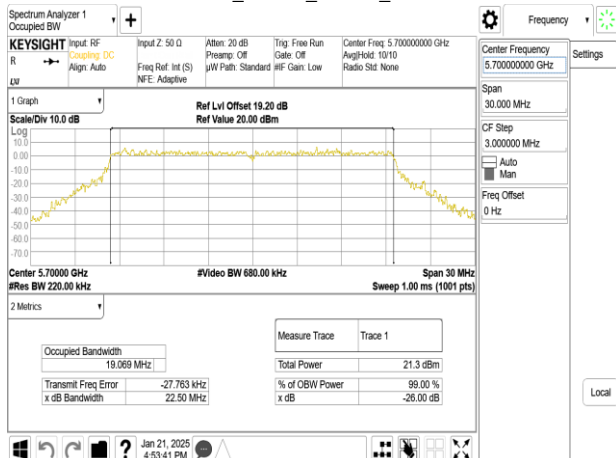 Spectrum Analyzer 1
Occupied BW
Frequency
KEYSIGHT
Input: RF
Coupling: DC
Align: Auto
R
LXI
Input Z: 50 Ω
Freq Ref: Int (S)
NFE: Adaptive
Atten: 20 dB
Preamp: Off
µW Path: Standard
Trig: Free Run
Gate: Off
#IF Gain: Low
Center Freq: 5.700000000 GHz
Avg|Hold: 10/10
Radio Std: None
Center Frequency
5.700000000 GHz
Settings
Span
30.000 MHz
CF Step
3.000000 MHz
Auto
Man
Freq Offset
0 Hz
Local
1 Graph
Scale/Div 10.0 dB
Ref Lvl Offset 19.20 dB
Ref Value 20.00 dBm
Log
10.0
0.00
-10.0
-20.0
-30.0
-40.0
-50.0
-60.0
-70.0
Center 5.70000 GHz
#Video BW 680.00 kHz
Span 30 MHz
#Res BW 220.00 kHz
Sweep 1.00 ms (1001 pts)
2 Metrics
Measure Trace Trace 1
Occupied Bandwidth
19.069 MHz
Total Power 21.3 dBm
Transmit Freq Error -27.763 kHz
% of OBW Power 99.00 %
x dB Bandwidth 22.50 MHz
x dB -26.00 dB
Jan 21, 2025
4:53:41 PM